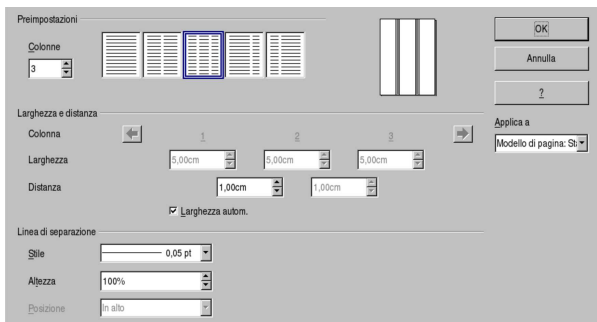 Preimpostazioni
OK
Colonne
3
Annulla
?
Larghezza e distanza
Applica a
Colonna 1 2 3
Modello di pagina: Sta
Larghezza 5,00cm 5,00cm 5,00cm
Distanza 1,00cm 1,00cm
Larghezza autom.
Linea di separazione
Stile 0,05 pt
Altezza 100%
Posizione In alto